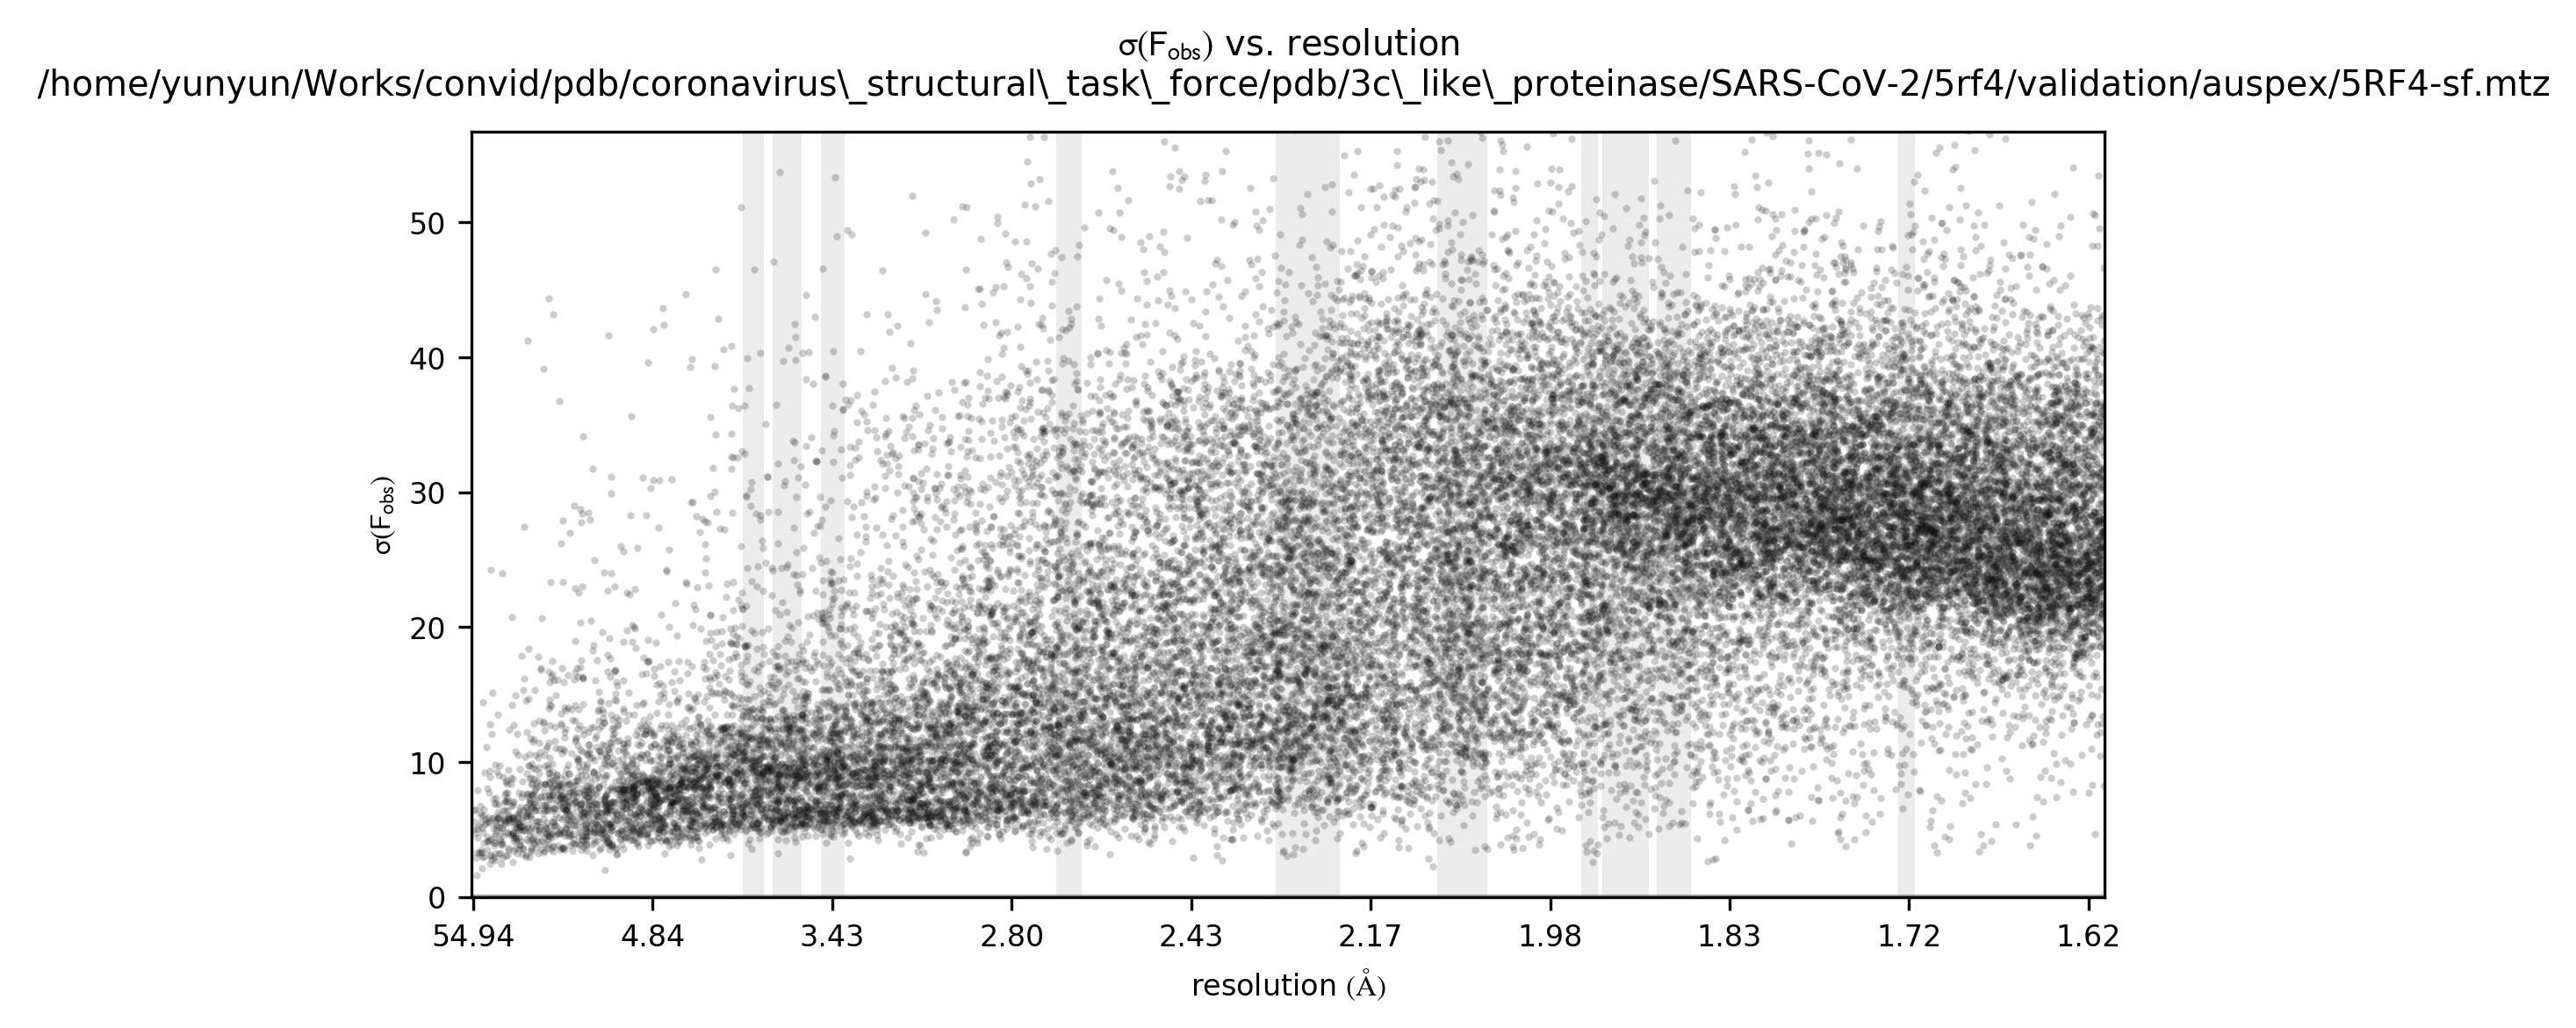 σ(Fobs) vs. resolution
/home/yunyun/Works/convid/pdb/coronavirus\_structural\_task\_force/pdb/3c\_like\_proteinase/SARS-CoV-2/5rf4/validation/auspex/5RF4-sf.mtz
σ(Fobs)
50
40
30
20
10
0
54.94 4.84 3.43 2.80 2.43 2.17 1.98 1.83 1.72 1.62
resolution (Å)